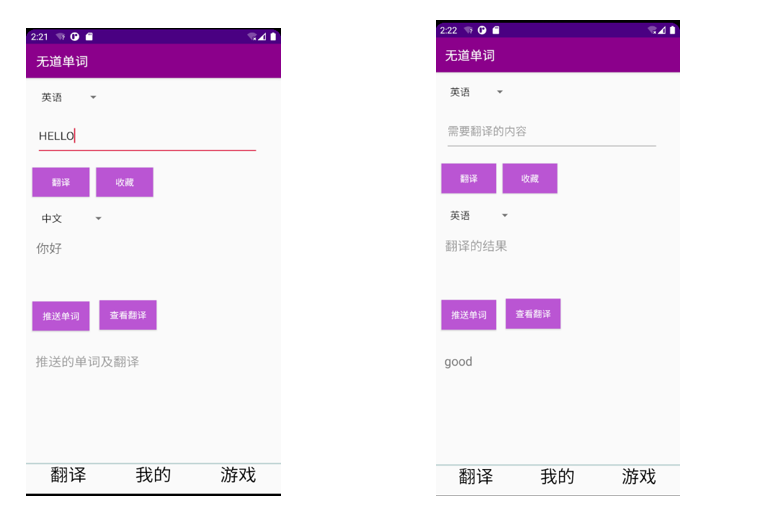 2:21
无道单词
英语
HELLO
翻译 收藏
中文
你好
推送单词 查看翻译
推送的单词及翻译
翻译 我的 游戏
2:22
无道单词
英语
需要翻译的内容
翻译 收藏
英语
翻译的结果
推送单词 查看翻译
good
翻译 我的 游戏